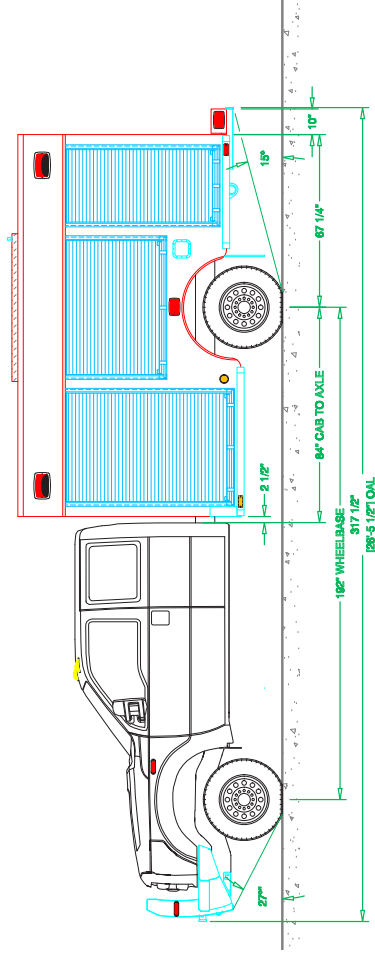 10"
15°
67 1/4"
84" CAB TO AXLE
2 1/2"
192" WHEELBASE
317 1/2"
[26'-5 1/2"] OAL
27°